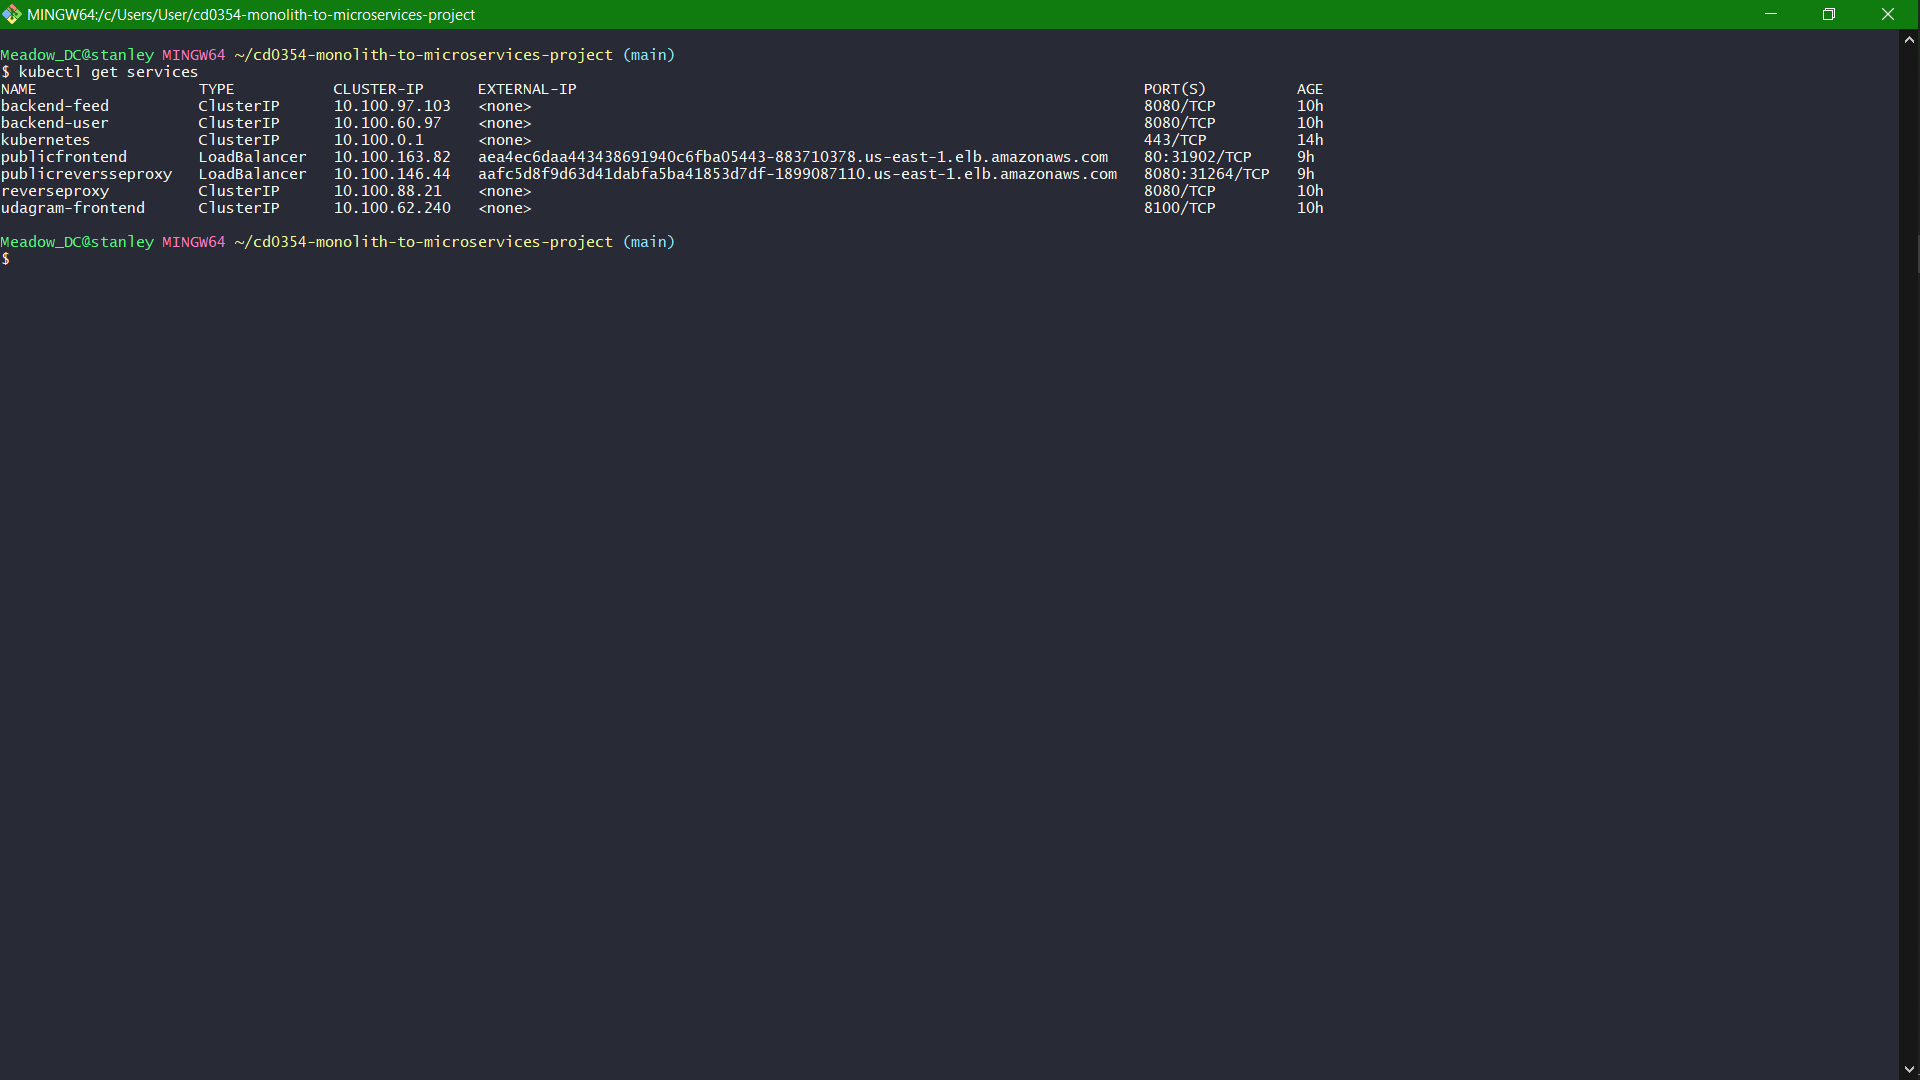 MINGW64:/c/Users/User/cd0354-monolith-to-microservices-project
Meadow_DC@stanley MINGW64 ~/cd0354-monolith-to-microservices-project (main)
$ kubectl get services
NAME TYPE CLUSTER-IP EXTERNAL-IP PORT(S) AGE
backend-feed ClusterIP 10.100.97.103 <none> 8080/TCP 10h
backend-user ClusterIP 10.100.60.97 <none> 8080/TCP 10h
kubernetes ClusterIP 10.100.0.1 <none> 443/TCP 14h
publicfrontend LoadBalancer 10.100.163.82 aea4ec6daa443438691940c6fba05443-883710378.us-east-1.elb.amazonaws.com 80:31902/TCP 9h
publicreversseproxy LoadBalancer 10.100.146.44 aafc5d8f9d63d41dabfa5ba41853d7df-1899087110.us-east-1.elb.amazonaws.com 8080:31264/TCP 9h
reverseproxy ClusterIP 10.100.88.21 <none> 8080/TCP 10h
udagram-frontend ClusterIP 10.100.62.240 <none> 8100/TCP 10h
Meadow_DC@stanley MINGW64 ~/cd0354-monolith-to-microservices-project (main)
$